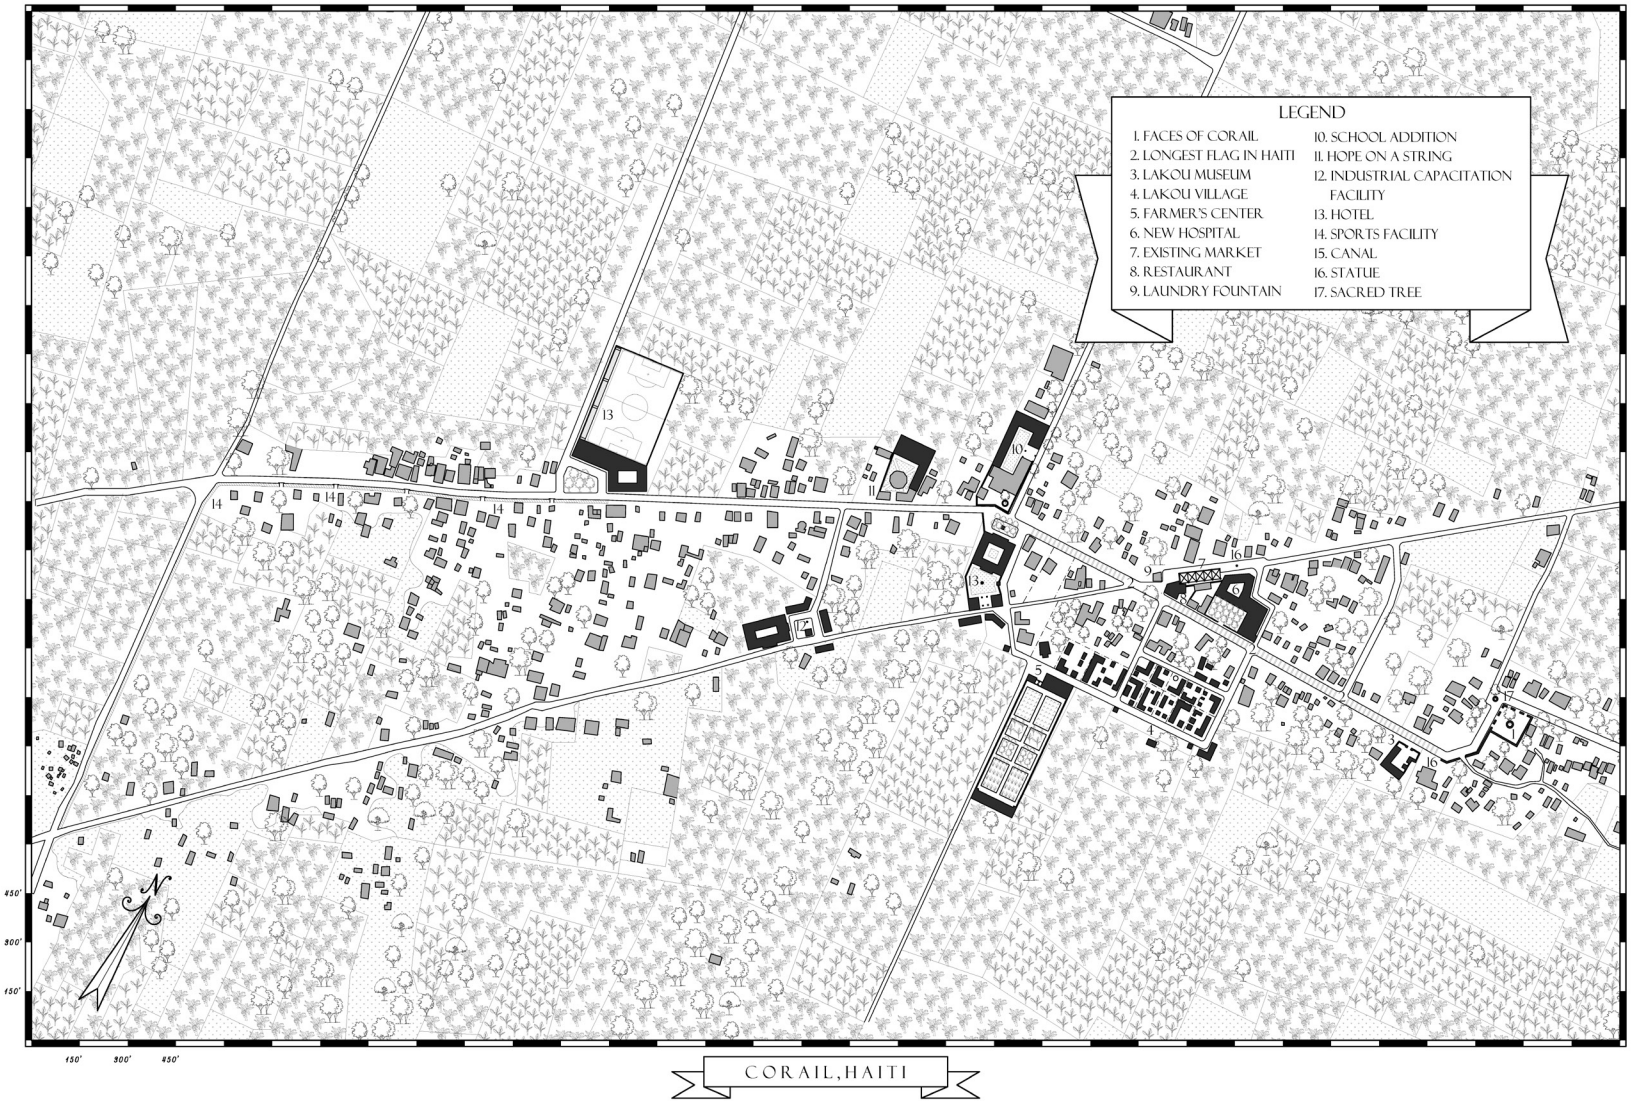 LEGEND
1. FACES OF CORAIL
2. LONGEST FLAG IN HAITI
3. LAKOU MUSEUM
4. LAKOU VILLAGE
5. FARMER'S CENTER
6. NEW HOSPITAL
7. EXISTING MARKET
8. RESTAURANT
9. LAUNDRY FOUNTAIN
10. SCHOOL ADDITION
11. HOPE ON A STRING
12. INDUSTRIAL CAPACITATION
FACILITY
13. HOTEL
14. SPORTS FACILITY
15. CANAL
16. STATUE
17. SACRED TREE
13
10
11
14
14
14
16
9
7
13
6
12
5
17
1
4
3
16
N
450'
300'
150'
150'
300'
450'
CORAIL, HAITI